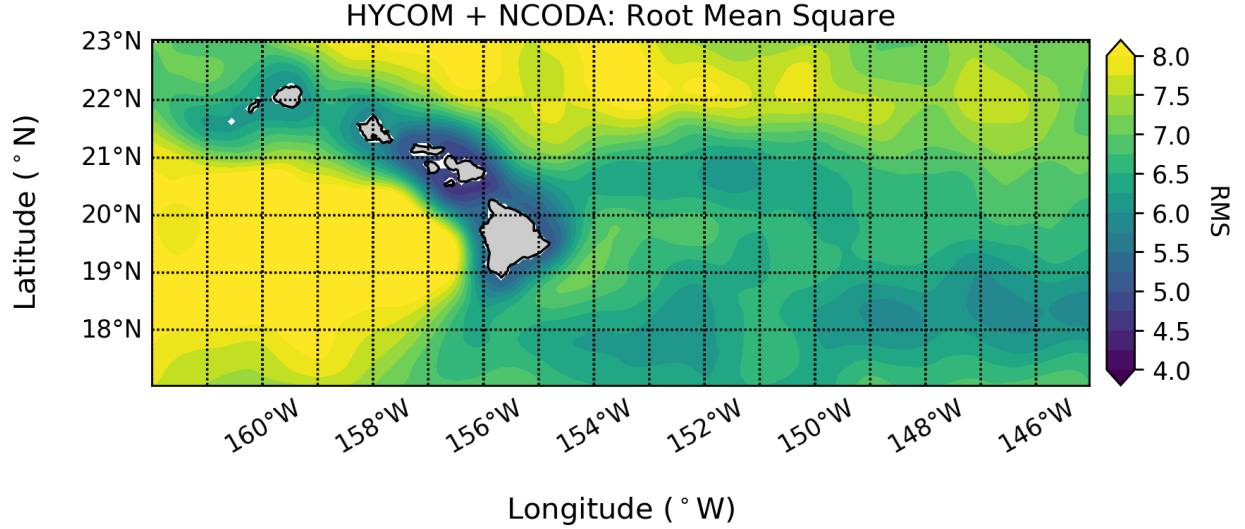 HYCOM + NCODA: Root Mean Square
23°N
22°N
21°N
20°N
19°N
18°N
Latitude (°N)
160°W
158°W
156°W
154°W
152°W
150°W
148°W
146°W
Longitude (°W)
8.0
7.5
7.0
6.5
6.0
5.5
5.0
4.5
4.0
RMS